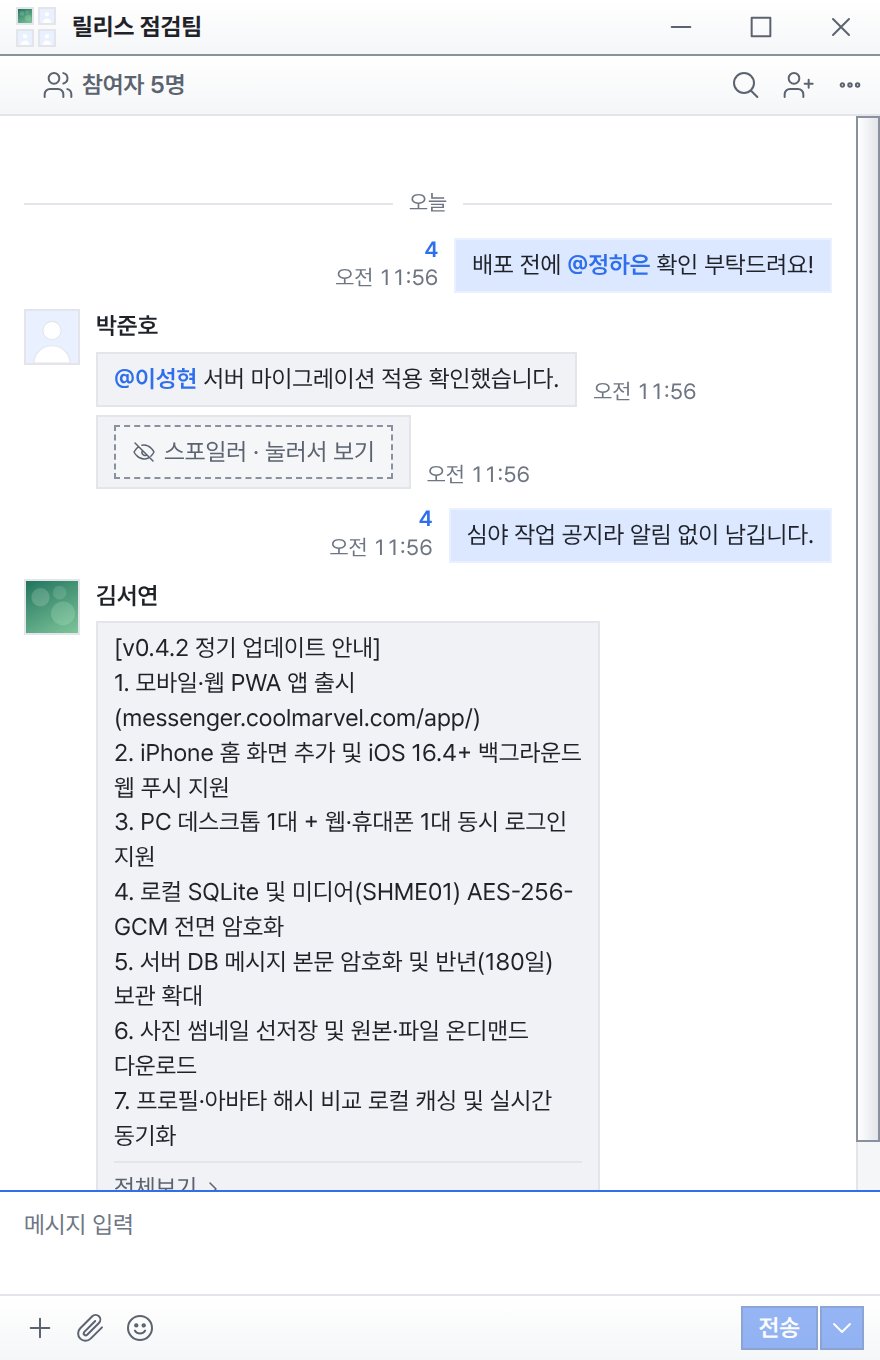 릴리스 점검팀
참여자 5명
오늘
4
오전 11:56
배포 전에 @정하은 확인 부탁드려요!
박준호
@이성현 서버 마이그레이션 적용 확인했습니다.
오전 11:56
스포일러 · 눌러서 보기
오전 11:56
4
오전 11:56
심야 작업 공지라 알림 없이 남깁니다.
김서연
[v0.4.2 정기 업데이트 안내]
1. 모바일·웹 PWA 앱 출시
(messenger.coolmarvel.com/app/)
2. iPhone 홈 화면 추가 및 iOS 16.4+ 백그라운드
웹 푸시 지원
3. PC 데스크톱 1대 + 웹·휴대폰 1대 동시 로그인
지원
4. 로컬 SQLite 및 미디어(SHME01) AES-256-
GCM 전면 암호화
5. 서버 DB 메시지 본문 암호화 및 반년(180일)
보관 확대
6. 사진 썸네일 선저장 및 원본·파일 온디맨드
다운로드
7. 프로필·아바타 해시 비교 로컬 캐싱 및 실시간
동기화
전체보기
메시지 입력
전송